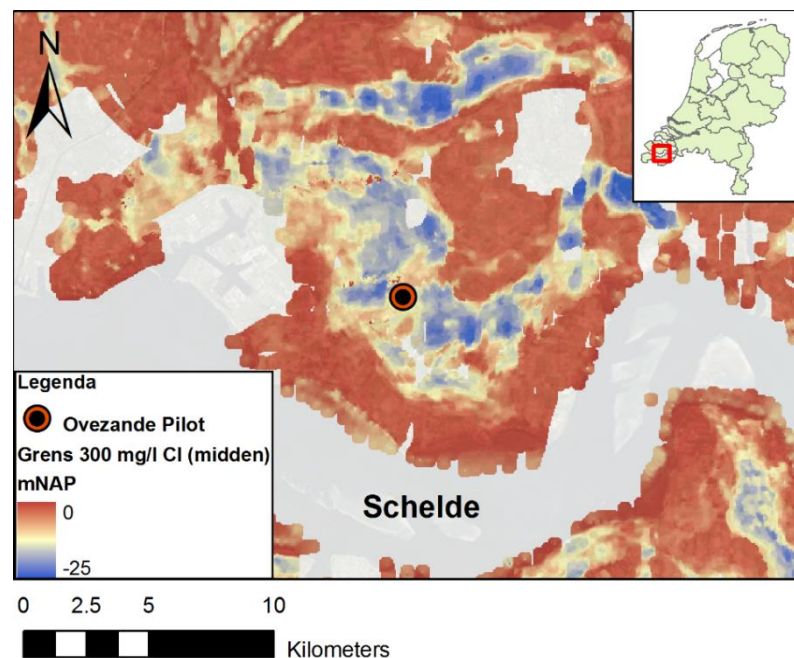 N
Schelde
Legenda
Ovezande Pilot
Grens 300 mg/l Cl (midden)
mNAP
0
-25
0 2.5 5 10
Kilometers